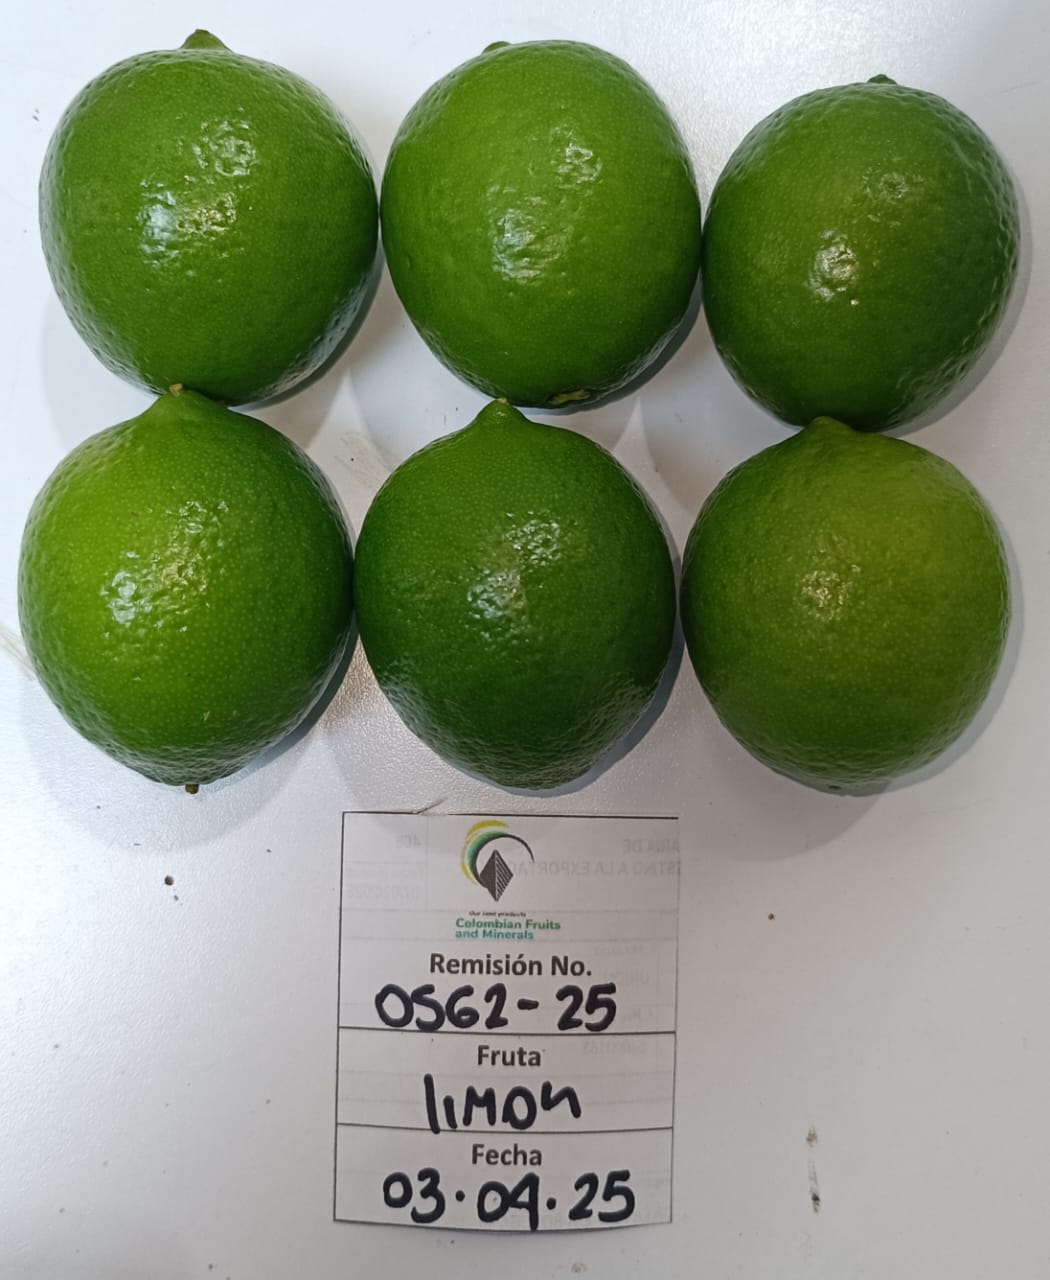 Our best products
Colombian Fruits
and Minerals
Remisión No.
0562-25
Fruta
limon
Fecha
03.04.25